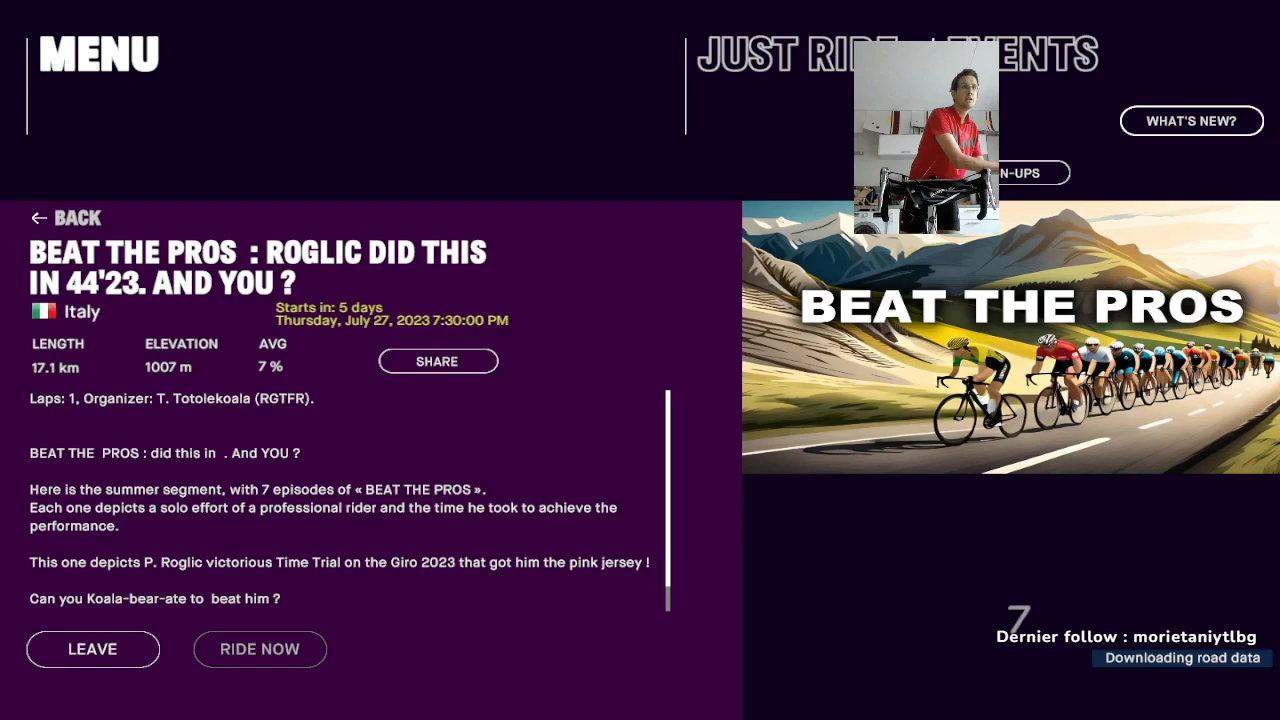 MENU
JUST RI
ENTS
WHAT'S NEW?
N-UPS
← BACK
BEAT THE PROS : ROGLIC DID THIS
IN 44'23. AND YOU ?
Italy
Starts in: 5 days
Thursday, July 27, 2023 7:30:00 PM
LENGTH ELEVATION AVG
17.1 km 1007 m 7 %
SHARE
Laps: 1, Organizer: T. Totolekoala (RGTFR).
BEAT THE PROS : did this in . And YOU ?
Here is the summer segment, with 7 episodes of « BEAT THE PROS ».
Each one depicts a solo effort of a professional rider and the time he took to achieve the
performance.
This one depicts P. Roglic victorious Time Trial on the Giro 2023 that got him the pink jersey !
Can you Koala-bear-ate to beat him ?
LEAVE RIDE NOW
BEAT THE PROS
7
Dernier follow : morietaniytlbg
Downloading road data